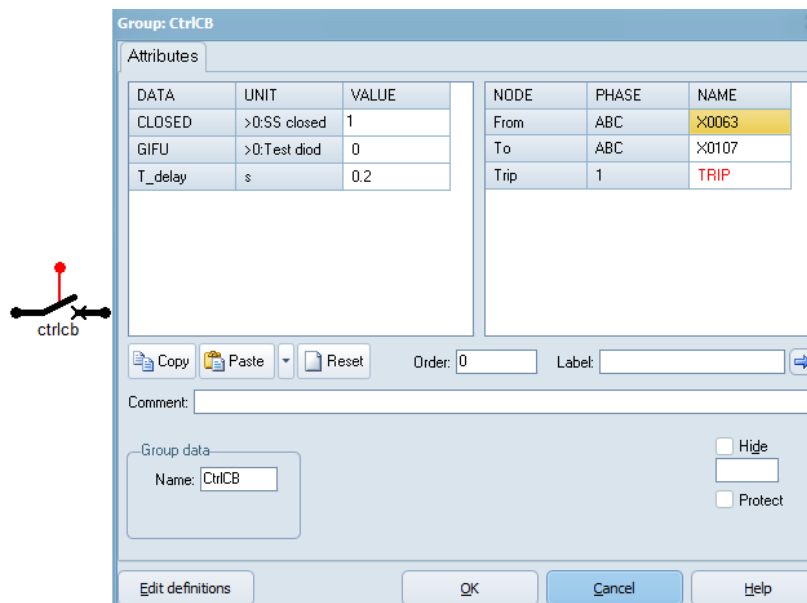 Group: CtrlCB
Attributes
DATA UNIT VALUE
CLOSED >0:SS closed 1
GIFU >0:Test diod 0
T_delay s 0.2
NODE PHASE NAME
From ABC X0063
To ABC X0107
Trip 1 TRIP
ctrlcb
Copy Paste Reset Order: 0 Label:
Comment:
Group data
Name: CtrlCB
Hide
Protect
Edit definitions OK Cancel Help